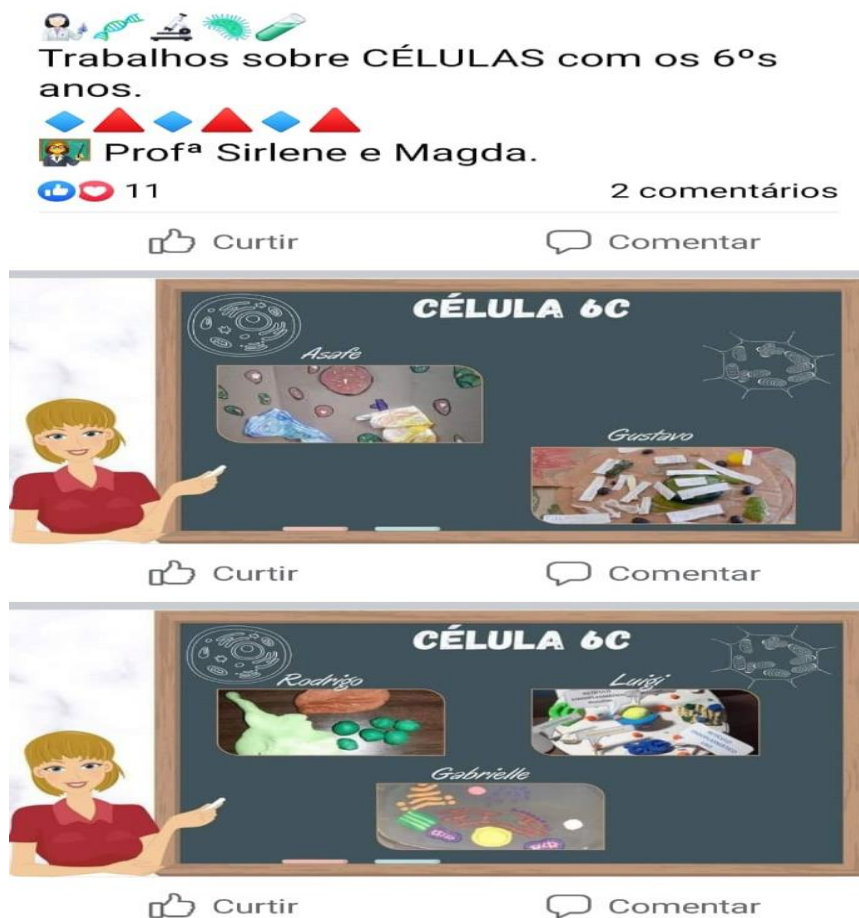 Trabalhos sobre CÉLULAS com os 6ºs
anos.
Profª Sirlene e Magda.
11
2 comentários
Curtir
Comentar
CÉLULA 6C
Asafe
Gustavo
Curtir
Comentar
CÉLULA 6C
Rodrigo
Luigi
Gabrielle
Curtir
Comentar